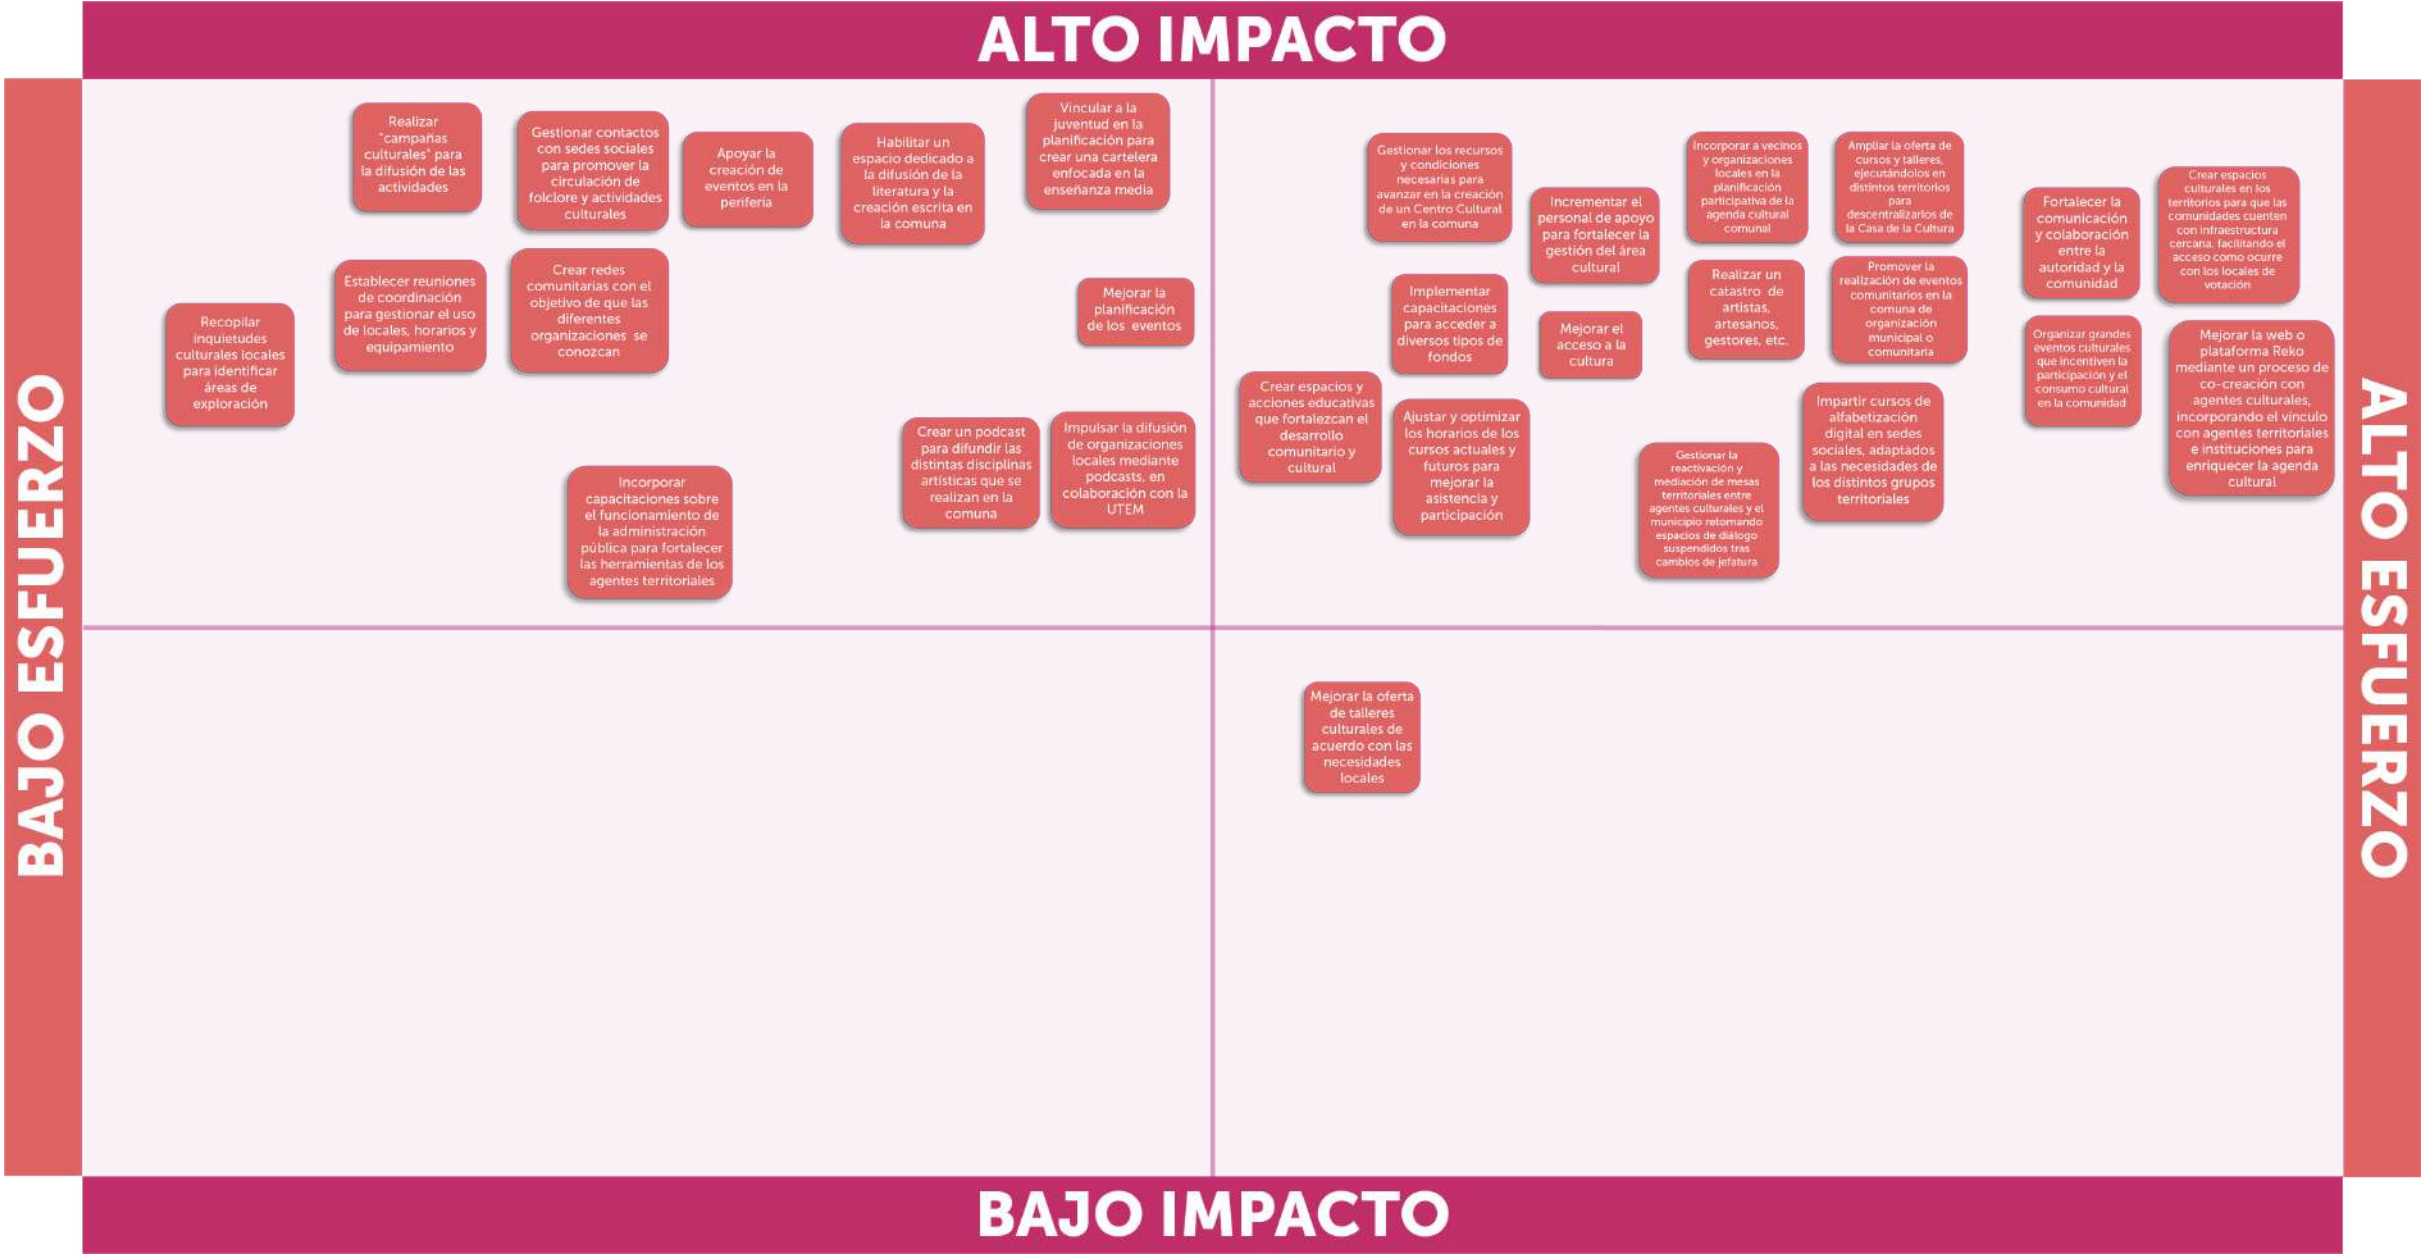 ALTO IMPACTO
BAJO ESFUERZO
Realizar
"campañas
culturales" para
la difusión de las
actividades
Gestionar contactos
con sedes sociales
para promover la
circulación de
folclore y actividades
culturales
Apoyar la
creación de
eventos en la
periferia
Habilitar un
espacio dedicado a
la difusión de la
literatura y la
creación escrita en
la comuna
Vincular a la
juventud en la
planificación para
crear una cartelera
enfocada en la
enseñanza media
Recopilar
inquietudes
culturales locales
para identificar
áreas de
exploración
Establecer reuniones
de coordinación
para gestionar el uso
de locales, horarios y
equipamiento
Crear redes
comunitarias con el
objetivo de que las
diferentes
organizaciones se
conozcan
Mejorar la
planificación
de los eventos
Incorporar
capacitaciones sobre
el funcionamiento de
la administración
pública para fortalecer
las herramientas de los
agentes territoriales
Crear un podcast
para difundir las
distintas disciplinas
artísticas que se
realizan en la
comuna
Impulsar la difusión
de organizaciones
locales mediante
podcasts, en
colaboración con la
UTEM
Gestionar los recursos
y condiciones
necesarias para
avanzar en la creación
de un Centro Cultural
en la comuna
Incrementar el
personal de apoyo
para fortalecer la
gestión del área
cultural
Incorporar a vecinos
y organizaciones
locales en la
planificación
participativa de la
agenda cultural
comunal
Ampliar la oferta de
cursos y talleres,
ejecutándolos en
distintos territorios
para
descentralizarlos de
la Casa de la Cultura
Fortalecer la
comunicación
y colaboración
entre la
autoridad y la
comunidad
Crear espacios
culturales en los
territorios para que las
comunidades cuenten
con infraestructura
cercana, facilitando el
acceso como ocurre
con los locales de
votación
Implementar
capacitaciones
para acceder a
diversos tipos de
fondos
Mejorar el
acceso a la
cultura
Realizar un
catastro de
artistas,
artesanos,
gestores, etc.
Promover la
realización de eventos
comunitarios en la
comuna de
organización
municipal o
comunitaria
Organizar grandes
eventos culturales
que incentiven la
participación y el
consumo cultural
en la comunidad
Mejorar la web o
plataforma Reko
mediante un proceso de
co-creación con
agentes culturales,
incorporando el vínculo
con agentes territoriales
e instituciones para
enriquecer la agenda
cultural
Crear espacios y
acciones educativas
que fortalezcan el
desarrollo
comunitario y
cultural
Ajustar y optimizar
los horarios de los
cursos actuales y
futuros para
mejorar la
asistencia y
participación
Gestionar la
reactivación y
mediación de mesas
territoriales entre
agentes culturales y el
municipio retomando
espacios de diálogo
suspendidos tras
cambios de jefatura
Impartir cursos de
alfabetización
digital en sedes
sociales, adaptados
a las necesidades de
los distintos grupos
territoriales
Mejorar la oferta
de talleres
culturales de
acuerdo con las
necesidades
locales
ALTO ESFUERZO
BAJO IMPACTO